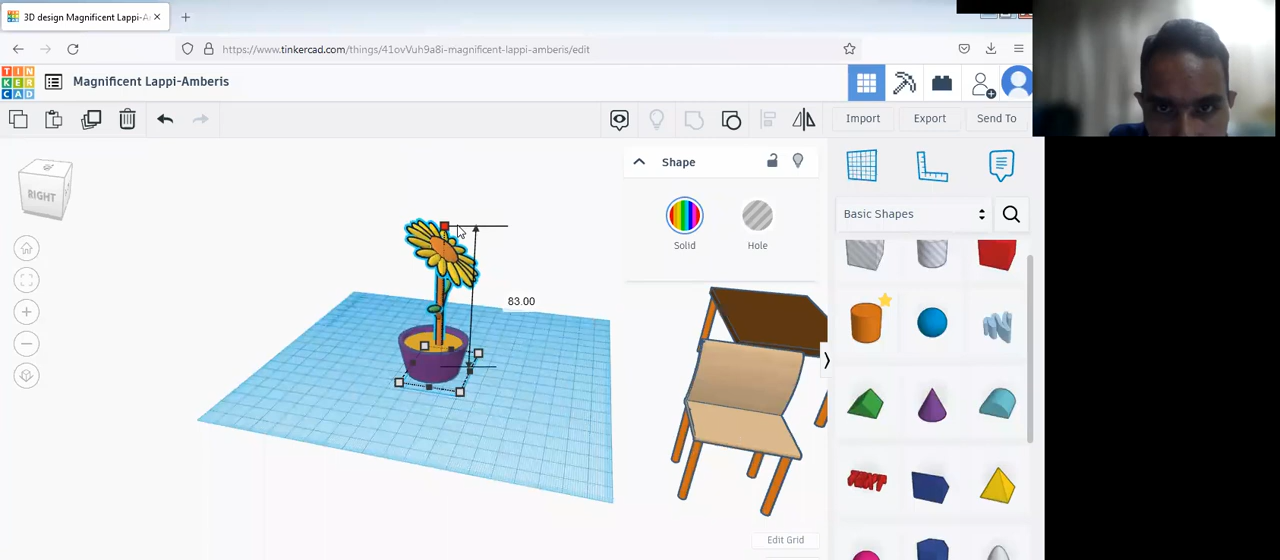 3D design Magnificent Lappi-A
https://www.tinkercad.com/things/41ovVuh9a8i-magnificent-lappi-amberis/edit
TIN
KER
CAD
Magnificent Lappi-Amberis
Import
Export
Send To
RIGHT
Shape
Solid
Hole
Basic Shapes
83.00
TEXT
Edit Grid